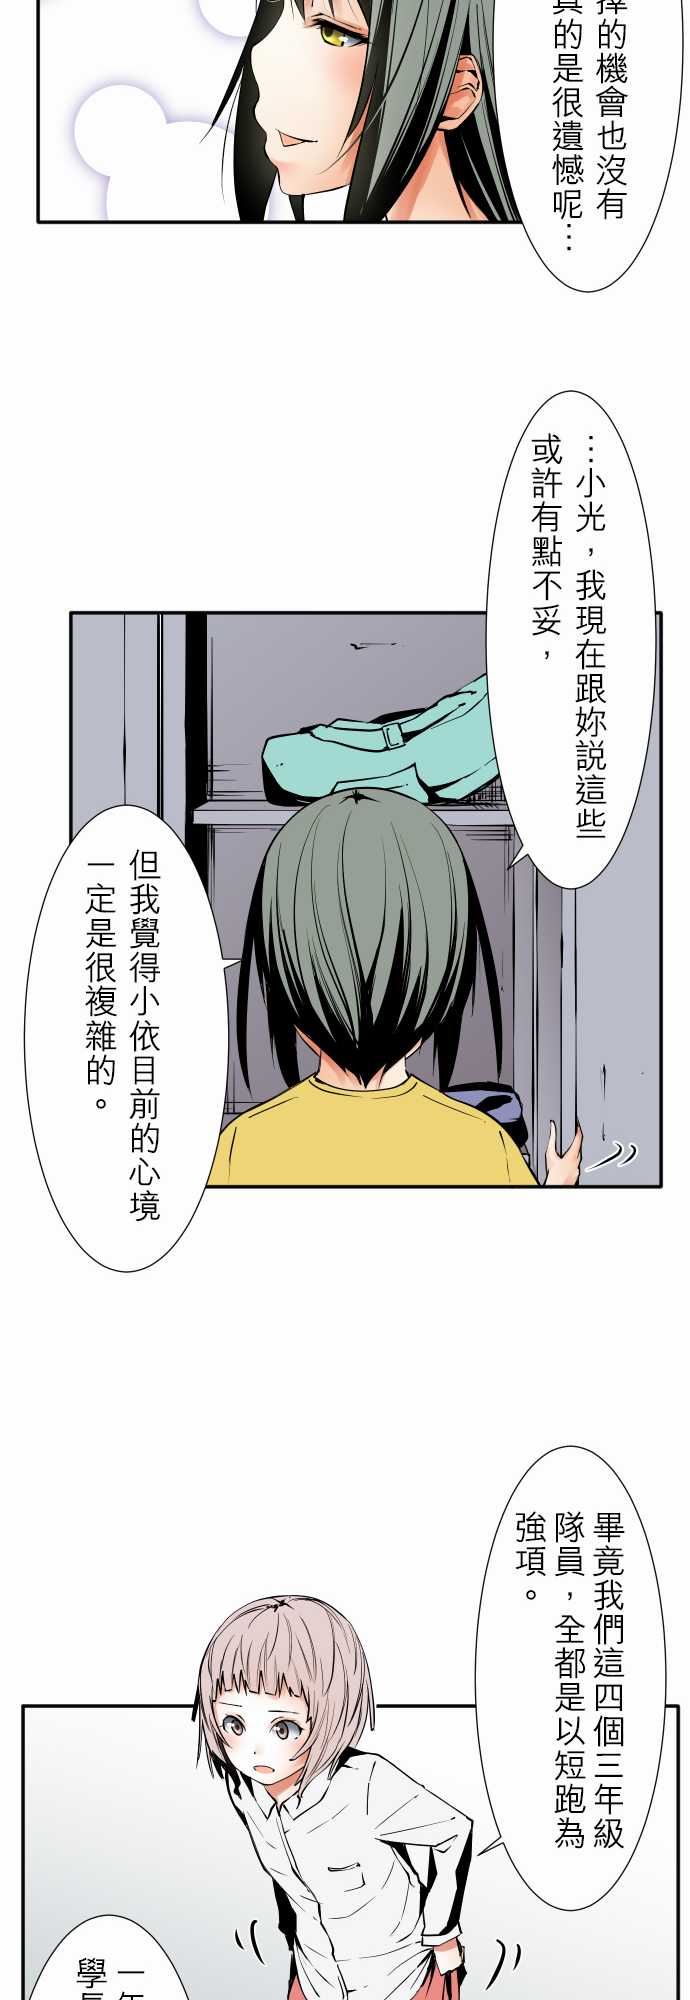 擇的機會也沒有
真的是很遺憾呢…
…小光，我現在跟妳說這些
或許有點不妥，
但我覺得小依目前的心境
一定是很複雜的。
畢竟我們這四個三年級
隊員，全都是以短跑為
強項。
一年
學長